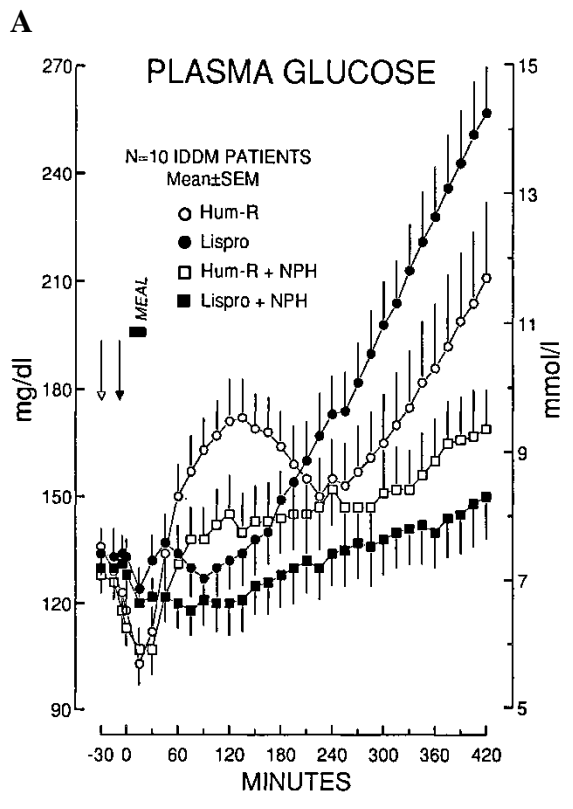 A
PLASMA GLUCOSE
N=10 IDDM PATIENTS
Mean±SEM
Hum-R
Lispro
Hum-R + NPH
Lispro + NPH
MEAL
mg/dl
270
240
210
180
150
120
90
mmol/l
15
13
11
9
7
5
-30 0 60 120 180 240 300 360 420
MINUTES